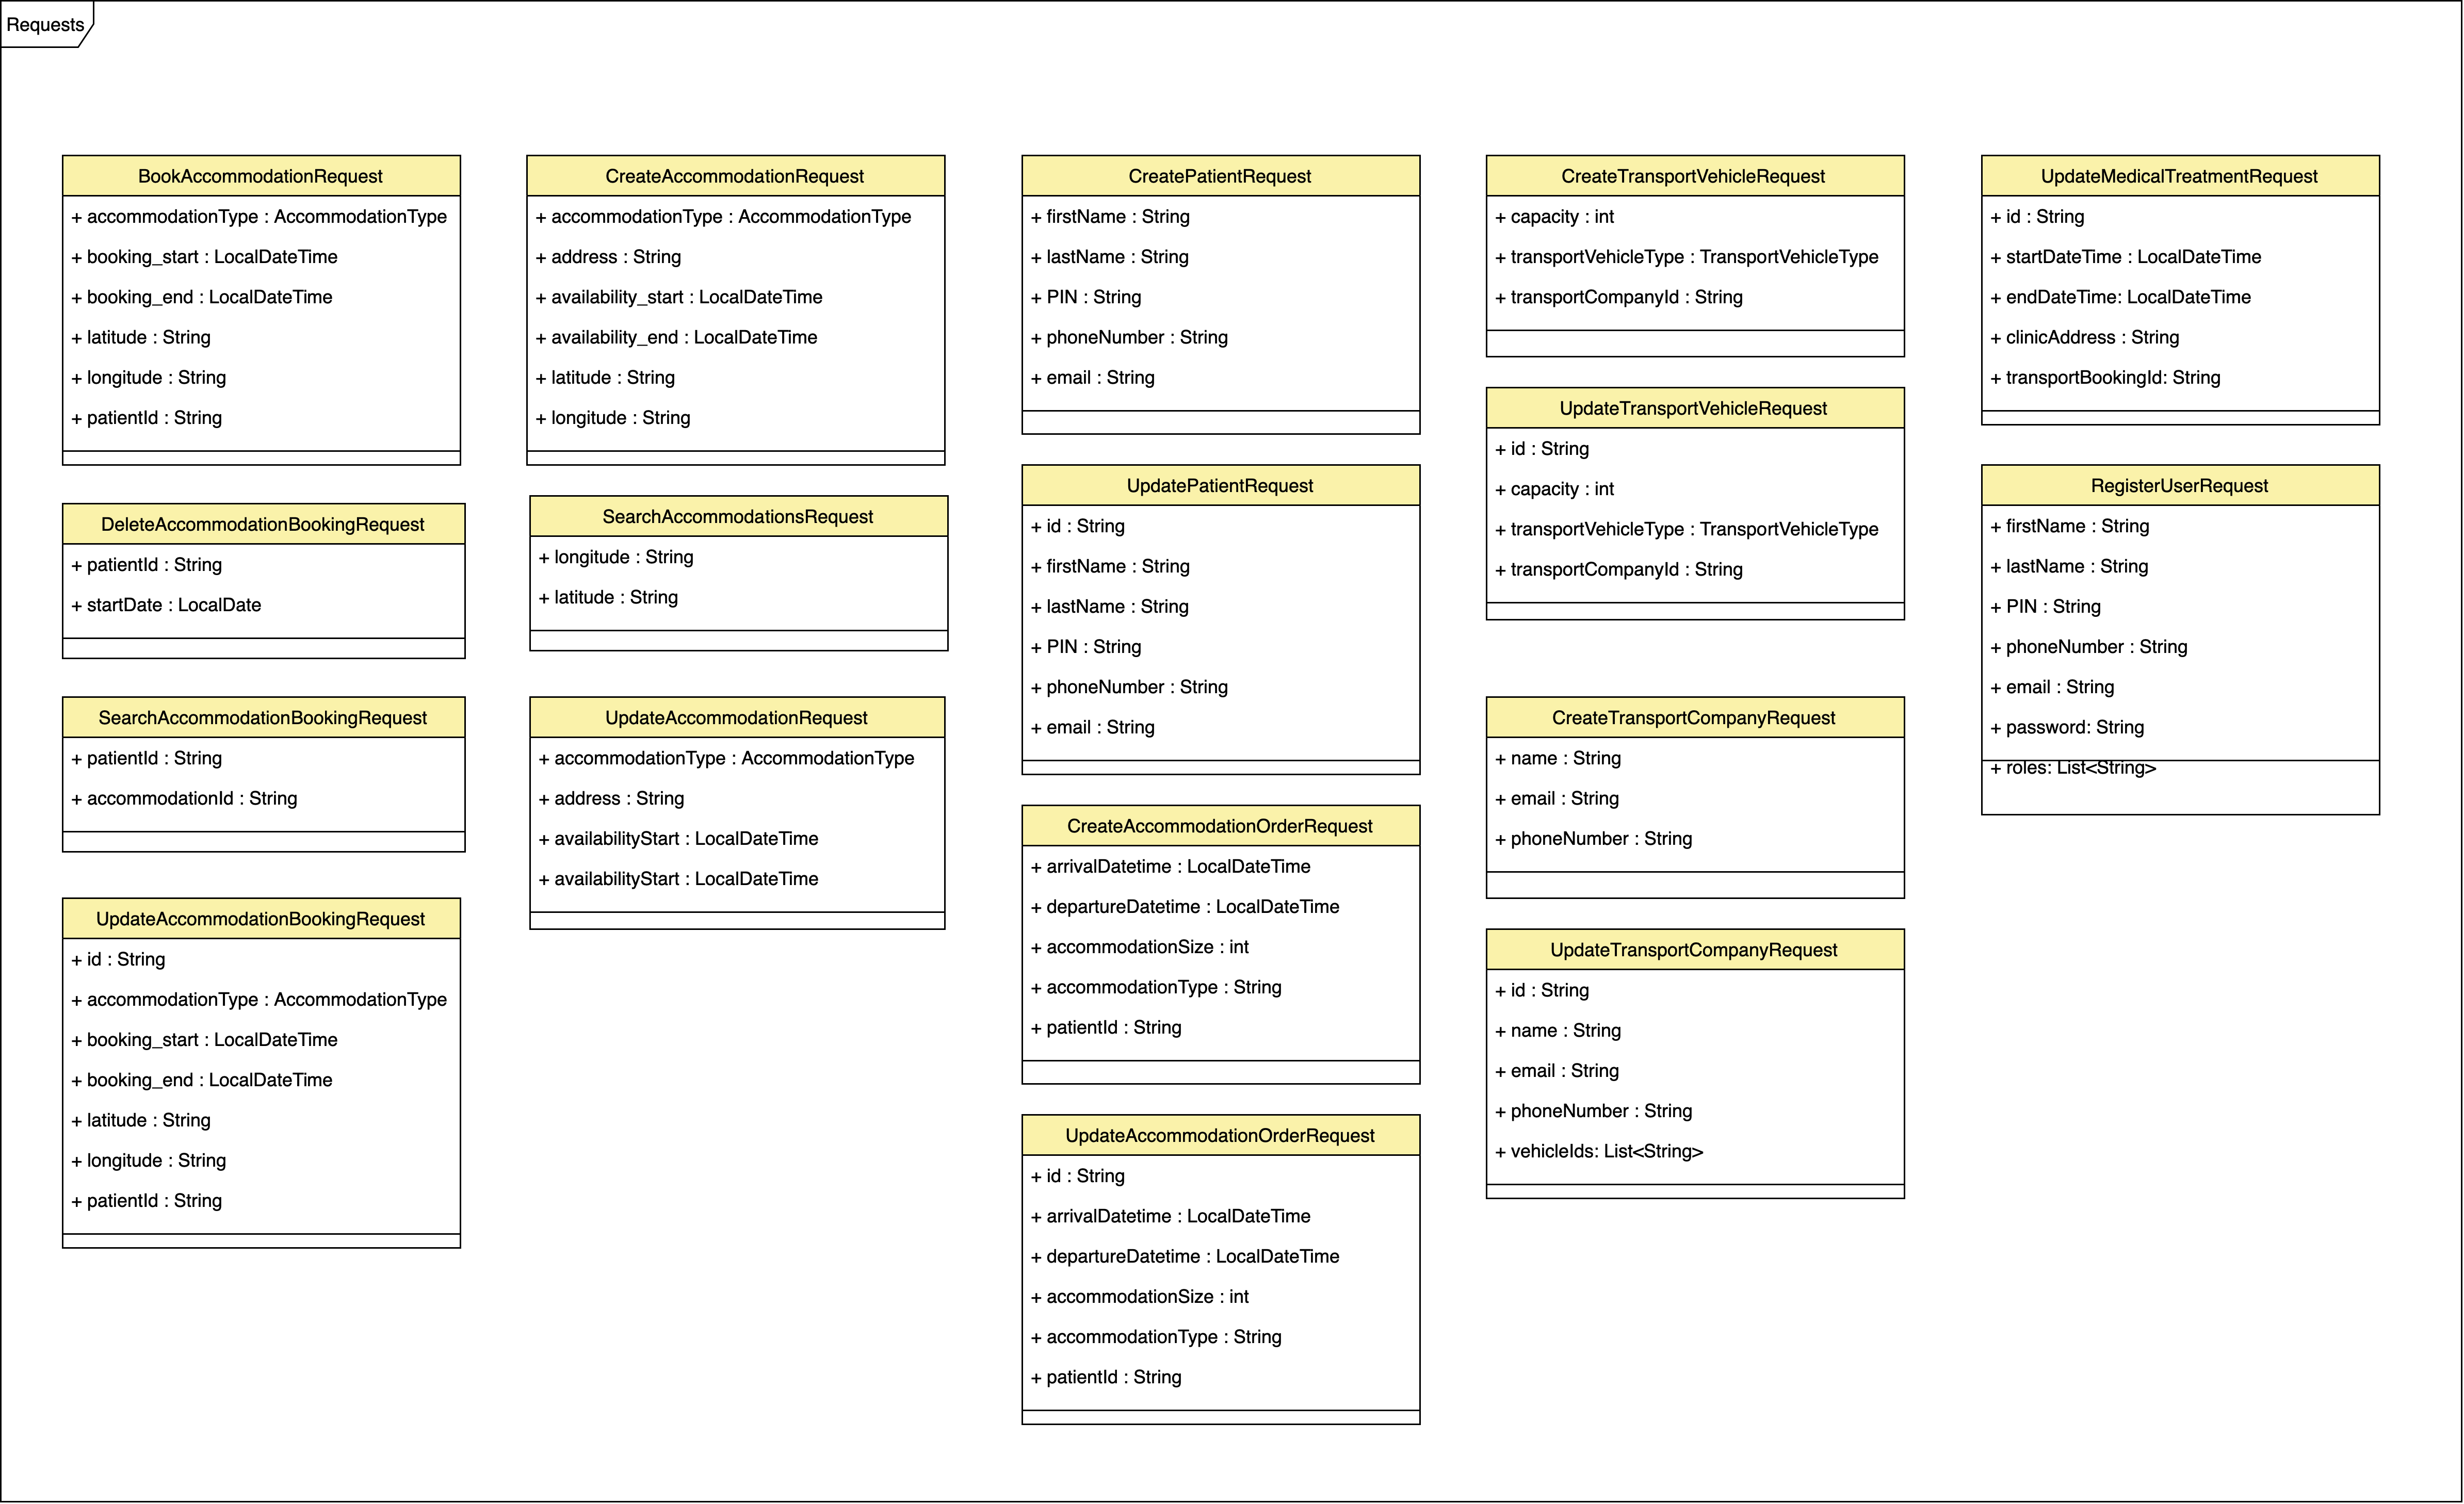 Requests
BookAccommodationRequest
+ accommodationType : AccommodationType
+ booking_start : LocalDateTime
+ booking_end : LocalDateTime
+ latitude : String
+ longitude : String
+ patientId : String
DeleteAccommodationBookingRequest
+ patientId : String
+ startDate : LocalDate
SearchAccommodationBookingRequest
+ patientId : String
+ accommodationId : String
UpdateAccommodationBookingRequest
+ id : String
+ accommodationType : AccommodationType
+ booking_start : LocalDateTime
+ booking_end : LocalDateTime
+ latitude : String
+ longitude : String
+ patientId : String
CreateAccommodationRequest
+ accommodationType : AccommodationType
+ address : String
+ availability_start : LocalDateTime
+ availability_end : LocalDateTime
+ latitude : String
+ longitude : String
SearchAccommodationsRequest
+ longitude : String
+ latitude : String
UpdateAccommodationRequest
+ accommodationType : AccommodationType
+ address : String
+ availabilityStart : LocalDateTime
+ availabilityStart : LocalDateTime
CreatePatientRequest
+ firstName : String
+ lastName : String
+ PIN : String
+ phoneNumber : String
+ email : String
UpdatePatientRequest
+ id : String
+ firstName : String
+ lastName : String
+ PIN : String
+ phoneNumber : String
+ email : String
CreateAccommodationOrderRequest
+ arrivalDatetime : LocalDateTime
+ departureDatetime : LocalDateTime
+ accommodationSize : int
+ accommodationType : String
+ patientId : String
UpdateAccommodationOrderRequest
+ id : String
+ arrivalDatetime : LocalDateTime
+ departureDatetime : LocalDateTime
+ accommodationSize : int
+ accommodationType : String
+ patientId : String
CreateTransportVehicleRequest
+ capacity : int
+ transportVehicleType : TransportVehicleType
+ transportCompanyId : String
UpdateTransportVehicleRequest
+ id : String
+ capacity : int
+ transportVehicleType : TransportVehicleType
+ transportCompanyId : String
CreateTransportCompanyRequest
+ name : String
+ email : String
+ phoneNumber : String
UpdateTransportCompanyRequest
+ id : String
+ name : String
+ email : String
+ phoneNumber : String
+ vehicleIds: List<String>
UpdateMedicalTreatmentRequest
+ id : String
+ startDateTime : LocalDateTime
+ endDateTime: LocalDateTime
+ clinicAddress : String
+ transportBookingId: String
RegisterUserRequest
+ firstName : String
+ lastName : String
+ PIN : String
+ phoneNumber : String
+ email : String
+ password: String
+ roles: List<String>